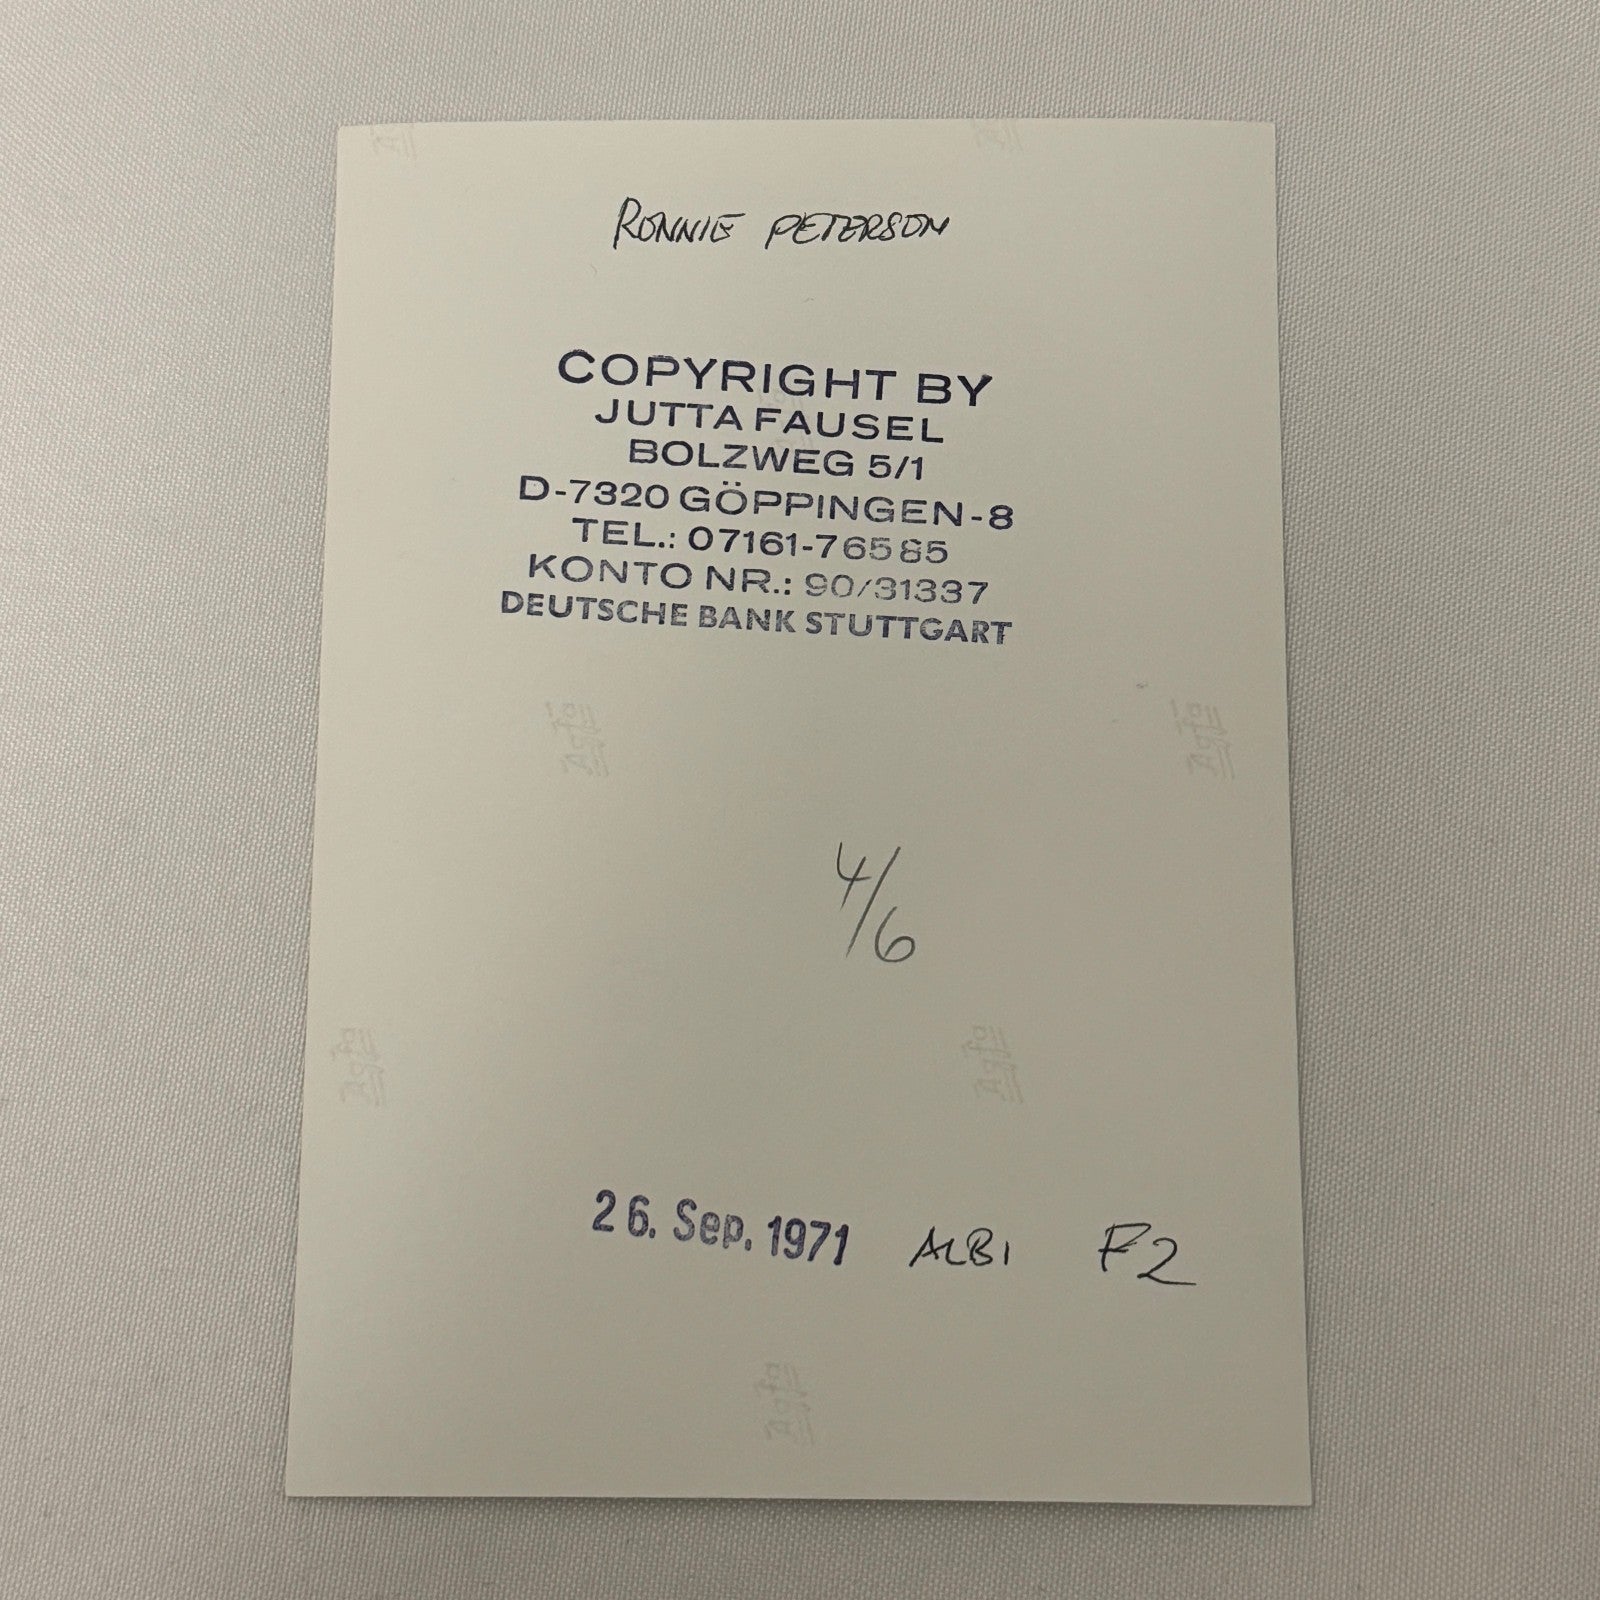 RONNIE PETERSON
COPYRIGHT BY
JUTTA FAUSEL
BOLZWEG 5/1
D-7320 GÖPPINGEN-8
TEL.: 07161-76585
KONTO NR.: 90/31337
DEUTSCHE BANK STUTTGART
4/6
26. Sep. 1971 ALBI F2